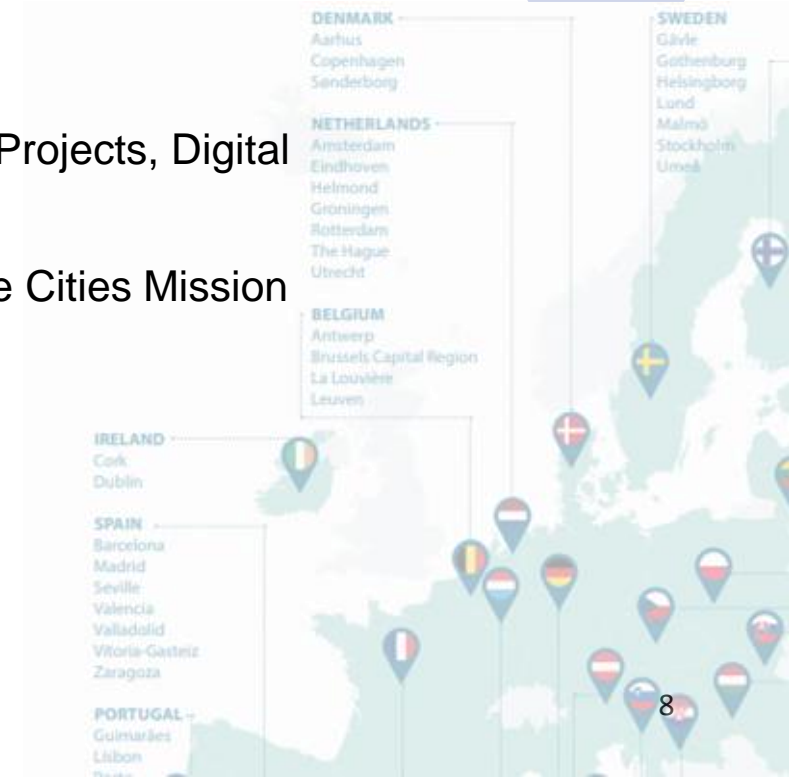 DENMARK
Aarhus
Copenhagen
Sønderborg
SWEDEN
Gävle
Gothenburg
Helsingborg
Lund
Malmö
Stockholm
Umeå
Projects, Digital
NETHERLANDS
Amsterdam
Eindhoven
Helmond
Groningen
Rotterdam
The Hague
Utrecht
e Cities Mission
BELGIUM
Antwerp
Brussels Capital Region
La Louvière
Leuven
IRELAND
Cork
Dublin
SPAIN
Barcelona
Madrid
Seville
Valencia
Valladolid
Vitoria-Gasteiz
Zaragoza
8
PORTUGAL
Guimarães
Lisbon